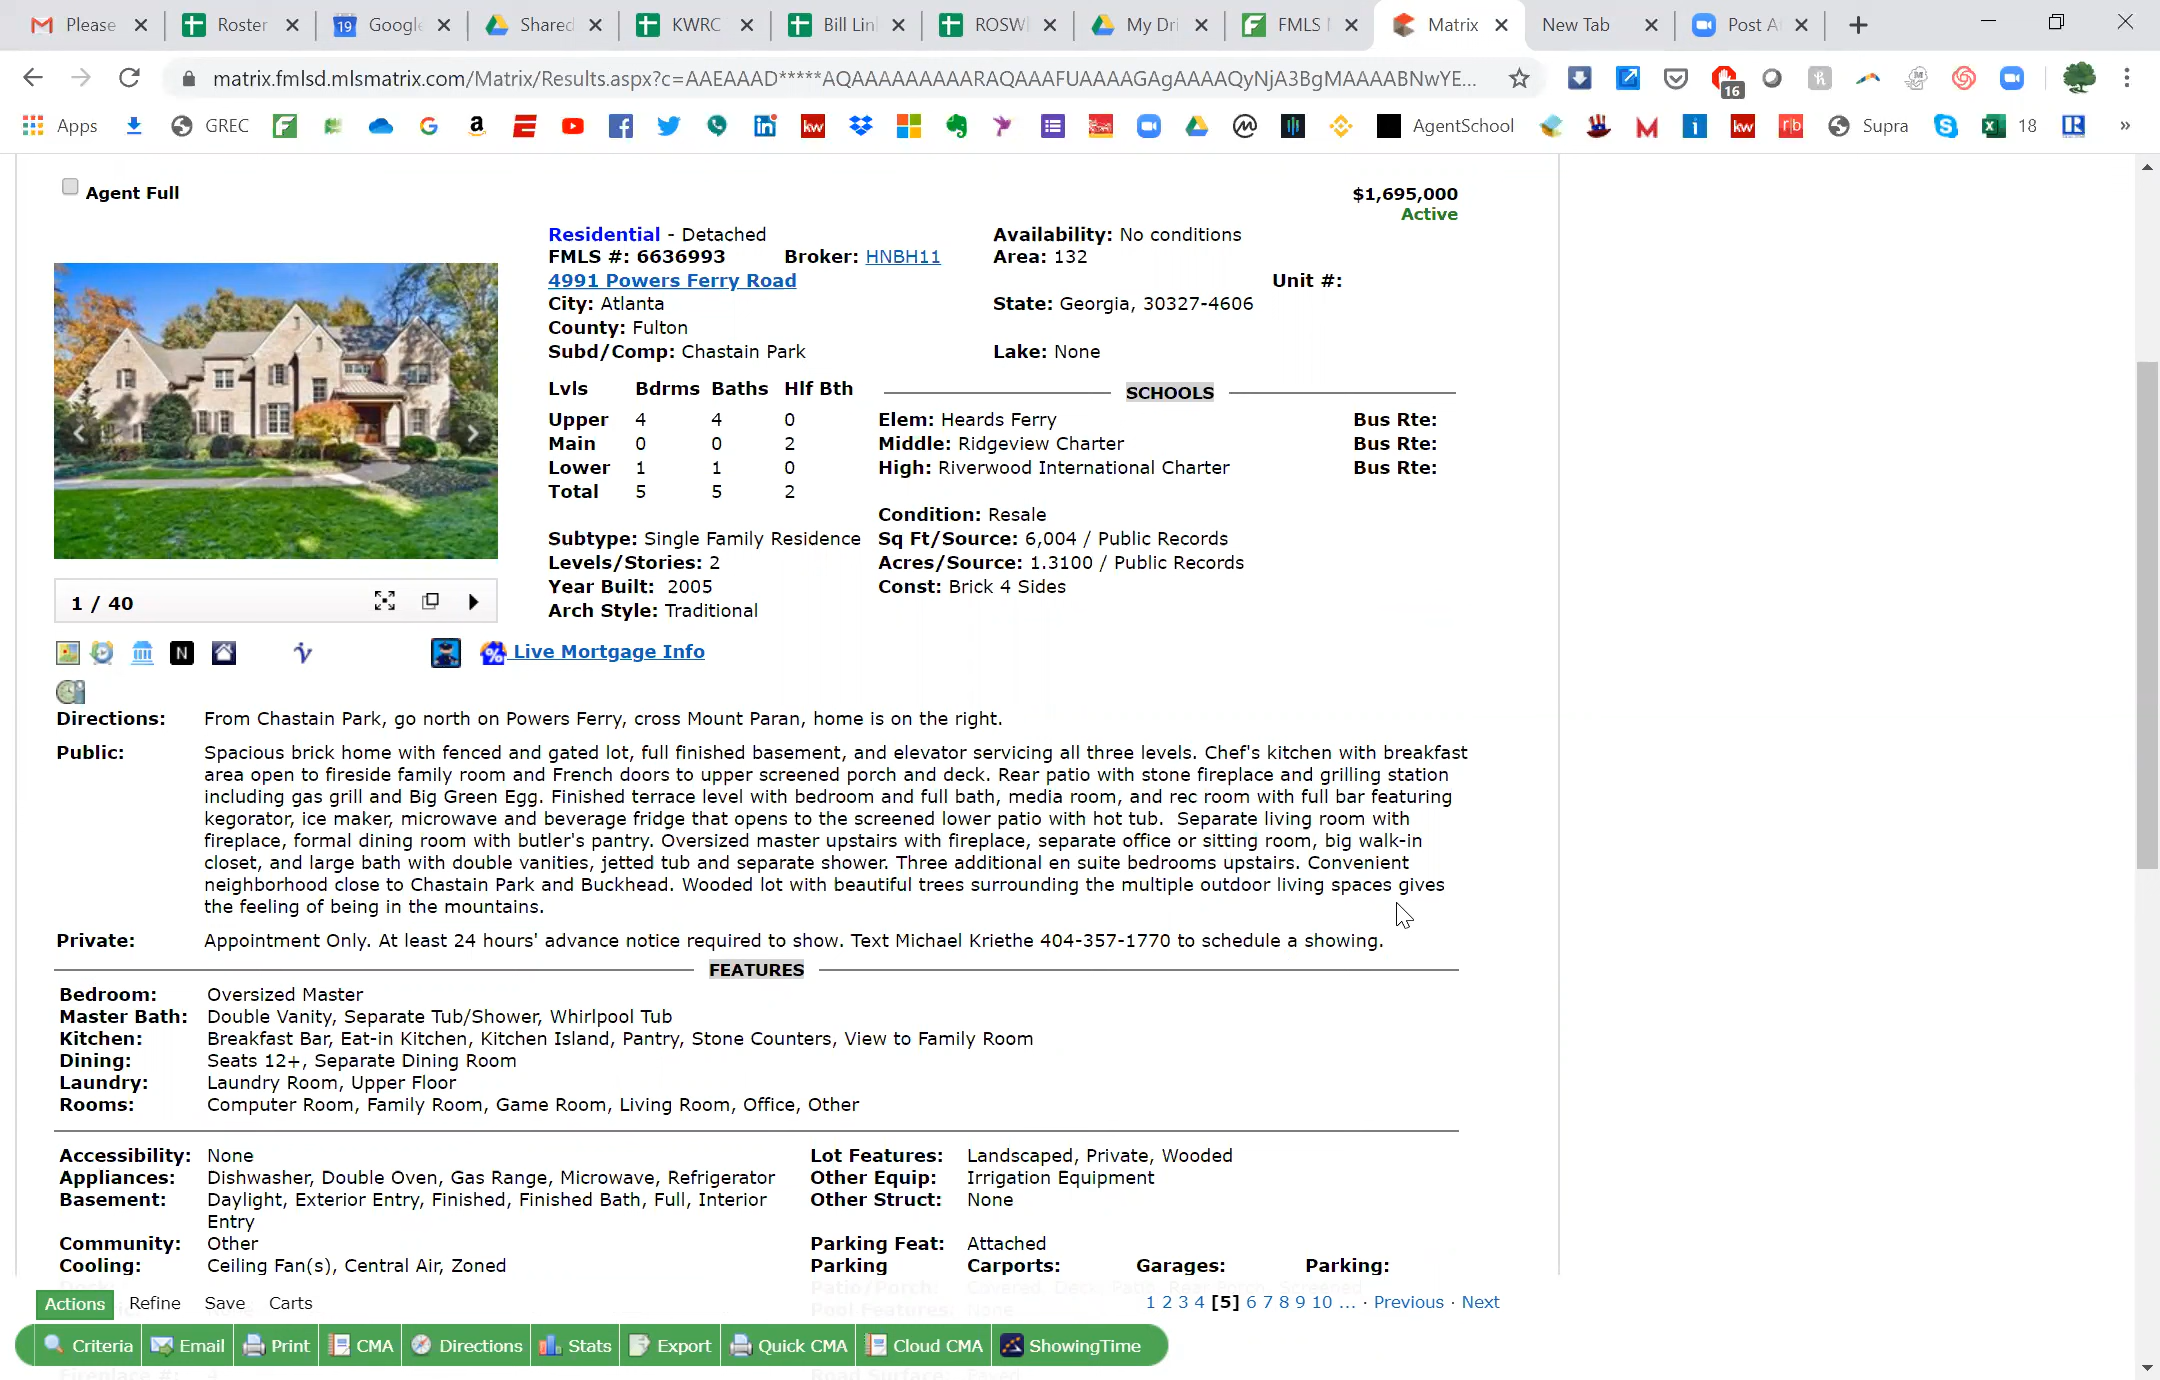 Please
Roster
19 Google
Shared
KWRC
Bill Lin
ROSW
My Dri
FMLS
Matrix
New Tab
Post A
matrix.fmlsd.mlsmatrix.com/Matrix/Results.aspx?c=AAEAAAD*****AQAAAAAAAAARAQAAAFUAAAAGAgAAAAQyNjA3BgMAAAABNwYE...
16
Apps GREC AgentSchool Supra 18 »
Agent Full
$1,695,000
Active
Residential - Detached Availability: No conditions
FMLS #: 6636993 Broker: HNBH11 Area: 132
4991 Powers Ferry Road Unit #:
City: Atlanta State: Georgia, 30327-4606
County: Fulton
Subd/Comp: Chastain Park Lake: None
Lvls Bdrms Baths Hlf Bth SCHOOLS
Upper 4 4 0 Elem: Heards Ferry Bus Rte:
Main 0 0 2 Middle: Ridgeview Charter Bus Rte:
Lower 1 1 0 High: Riverwood International Charter Bus Rte:
Total 5 5 2
Condition: Resale
Subtype: Single Family Residence Sq Ft/Source: 6,004 / Public Records
Levels/Stories: 2 Acres/Source: 1.3100 / Public Records
Year Built: 2005 Const: Brick 4 Sides
Arch Style: Traditional
1 / 40
Live Mortgage Info
Directions: From Chastain Park, go north on Powers Ferry, cross Mount Paran, home is on the right.
Public: Spacious brick home with fenced and gated lot, full finished basement, and elevator servicing all three levels. Chef's kitchen with breakfast
area open to fireside family room and French doors to upper screened porch and deck. Rear patio with stone fireplace and grilling station
including gas grill and Big Green Egg. Finished terrace level with bedroom and full bath, media room, and rec room with full bar featuring
kegorator, ice maker, microwave and beverage fridge that opens to the screened lower patio with hot tub. Separate living room with
fireplace, formal dining room with butler's pantry. Oversized master upstairs with fireplace, separate office or sitting room, big walk-in
closet, and large bath with double vanities, jetted tub and separate shower. Three additional en suite bedrooms upstairs. Convenient
neighborhood close to Chastain Park and Buckhead. Wooded lot with beautiful trees surrounding the multiple outdoor living spaces gives
the feeling of being in the mountains.
Private: Appointment Only. At least 24 hours' advance notice required to show. Text Michael Kriethe 404-357-1770 to schedule a showing.
FEATURES
Bedroom: Oversized Master
Master Bath: Double Vanity, Separate Tub/Shower, Whirlpool Tub
Kitchen: Breakfast Bar, Eat-in Kitchen, Kitchen Island, Pantry, Stone Counters, View to Family Room
Dining: Seats 12+, Separate Dining Room
Laundry: Laundry Room, Upper Floor
Rooms: Computer Room, Family Room, Game Room, Living Room, Office, Other
Accessibility: None Lot Features: Landscaped, Private, Wooded
Appliances: Dishwasher, Double Oven, Gas Range, Microwave, Refrigerator Other Equip: Irrigation Equipment
Basement: Daylight, Exterior Entry, Finished, Finished Bath, Full, Interior Other Struct: None
Entry
Community: Other Parking Feat: Attached
Cooling: Ceiling Fan(s), Central Air, Zoned Parking Carports: Garages: Parking:
Patio/Porch: Covered, Deck, Patio, Rear Porch, Screened
Pool Features: None
Actions Refine Save Carts 1 2 3 4 [5] 6 7 8 9 10 ... · Previous · Next
Criteria Email Print CMA Directions Stats Export Quick CMA Cloud CMA ShowingTime